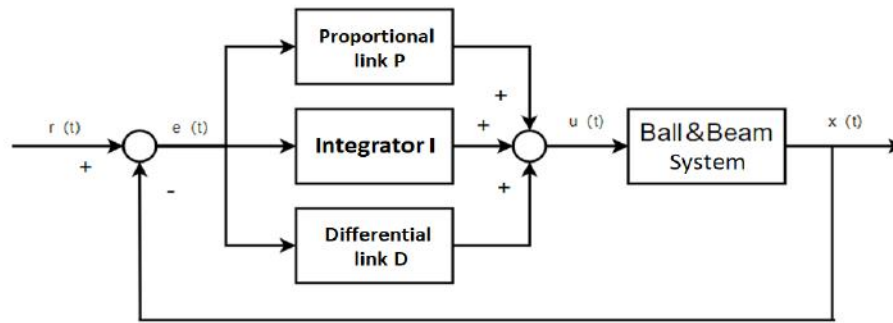 Proportional
link P
r (t)
+
-
e (t)
Integrator I
Differential
link D
+
+
+
u (t)
Ball&Beam
System
x (t)